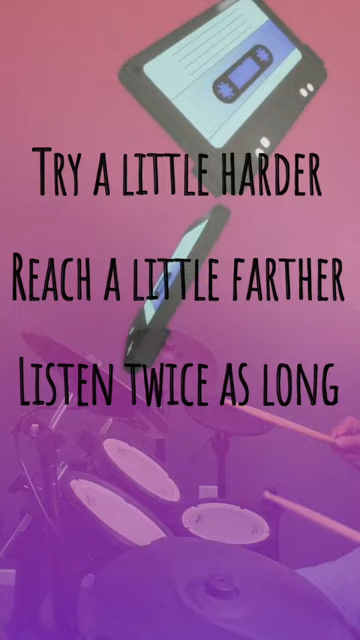 Try a little harder
Reach a little farther
Listen twice as long